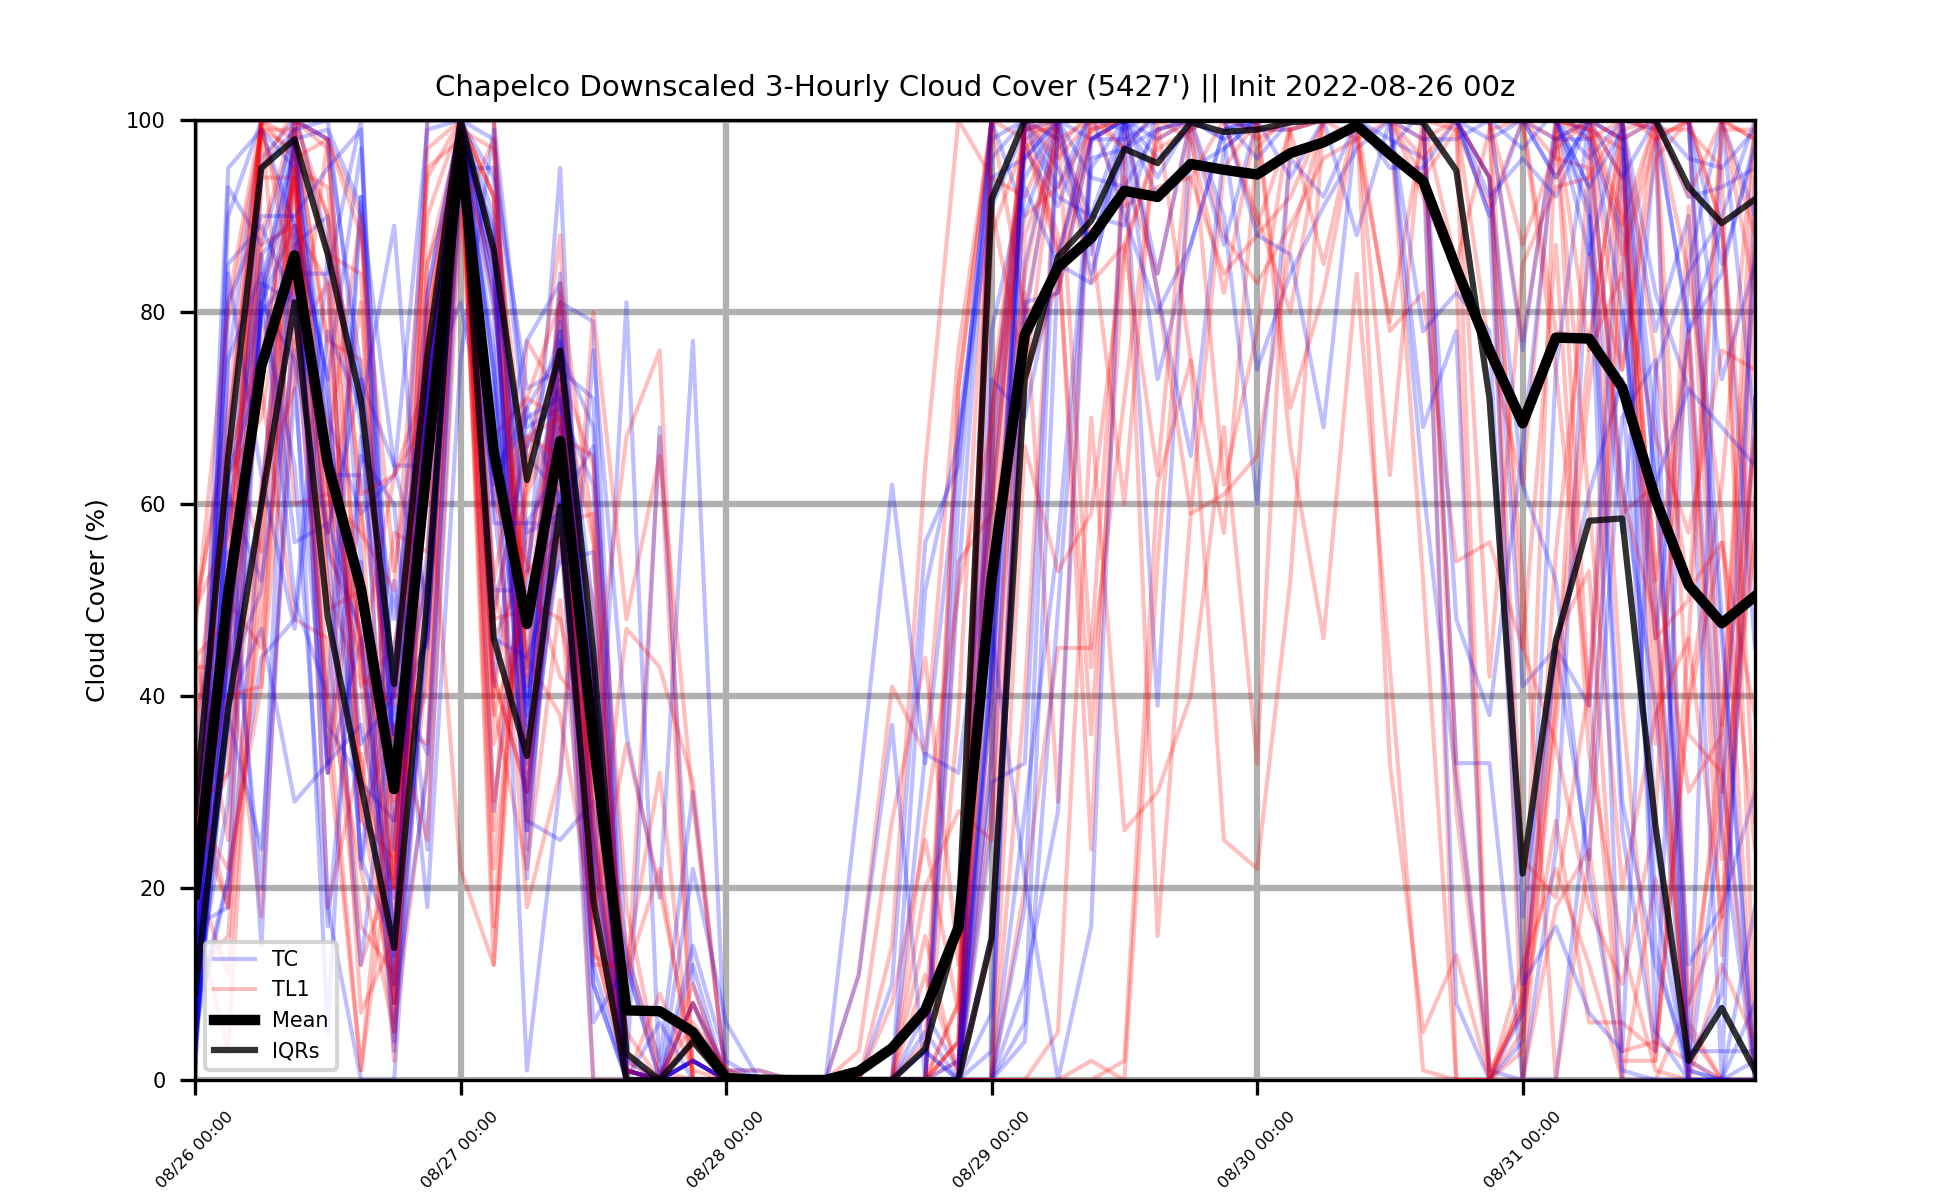 Chapelco Downscaled 3-Hourly Cloud Cover (5427') || Init 2022-08-26 00z
Cloud Cover (%)
100
80
60
40
20
0
TC
TL1
Mean
IQRs
08/26 00:00
08/27 00:00
08/28 00:00
08/29 00:00
08/30 00:00
08/31 00:00